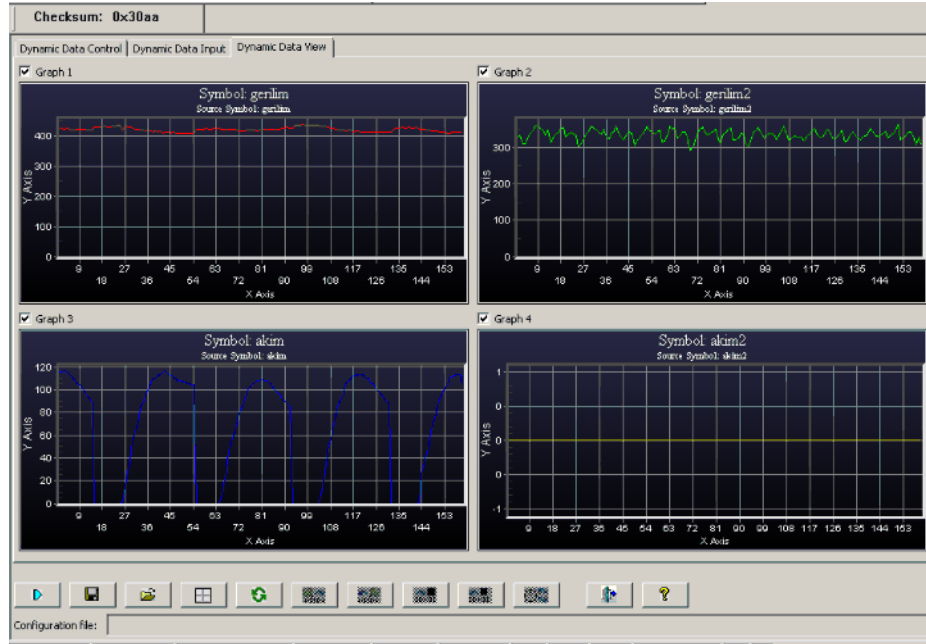 Checksum: 0x30aa
Dynamic Data Control Dynamic Data Input Dynamic Data View
Graph 1
Symbol: gerilim
Source Symbol: gerilim
400
300
200
100
0
Y Axis
9 27 45 63 81 99 117 135 153
18 36 54 72 90 108 126 144
X Axis
Graph 2
Symbol: gerilim2
Source Symbol: gerilim2
300
200
100
0
Y Axis
9 27 45 63 81 99 117 135 153
18 36 54 72 90 108 126 144
X Axis
Graph 3
Symbol: akim
Source Symbol: akim
120
100
80
60
40
20
0
Y Axis
9 27 45 63 81 99 117 135 153
18 36 54 72 90 108 126 144
X Axis
Graph 4
Symbol: akim2
Source Symbol: akim2
1
0
0
0
-1
Y Axis
9 18 27 36 45 54 63 72 81 90 99 108 117 126 135 144 153
X Axis
?
Configuration file: